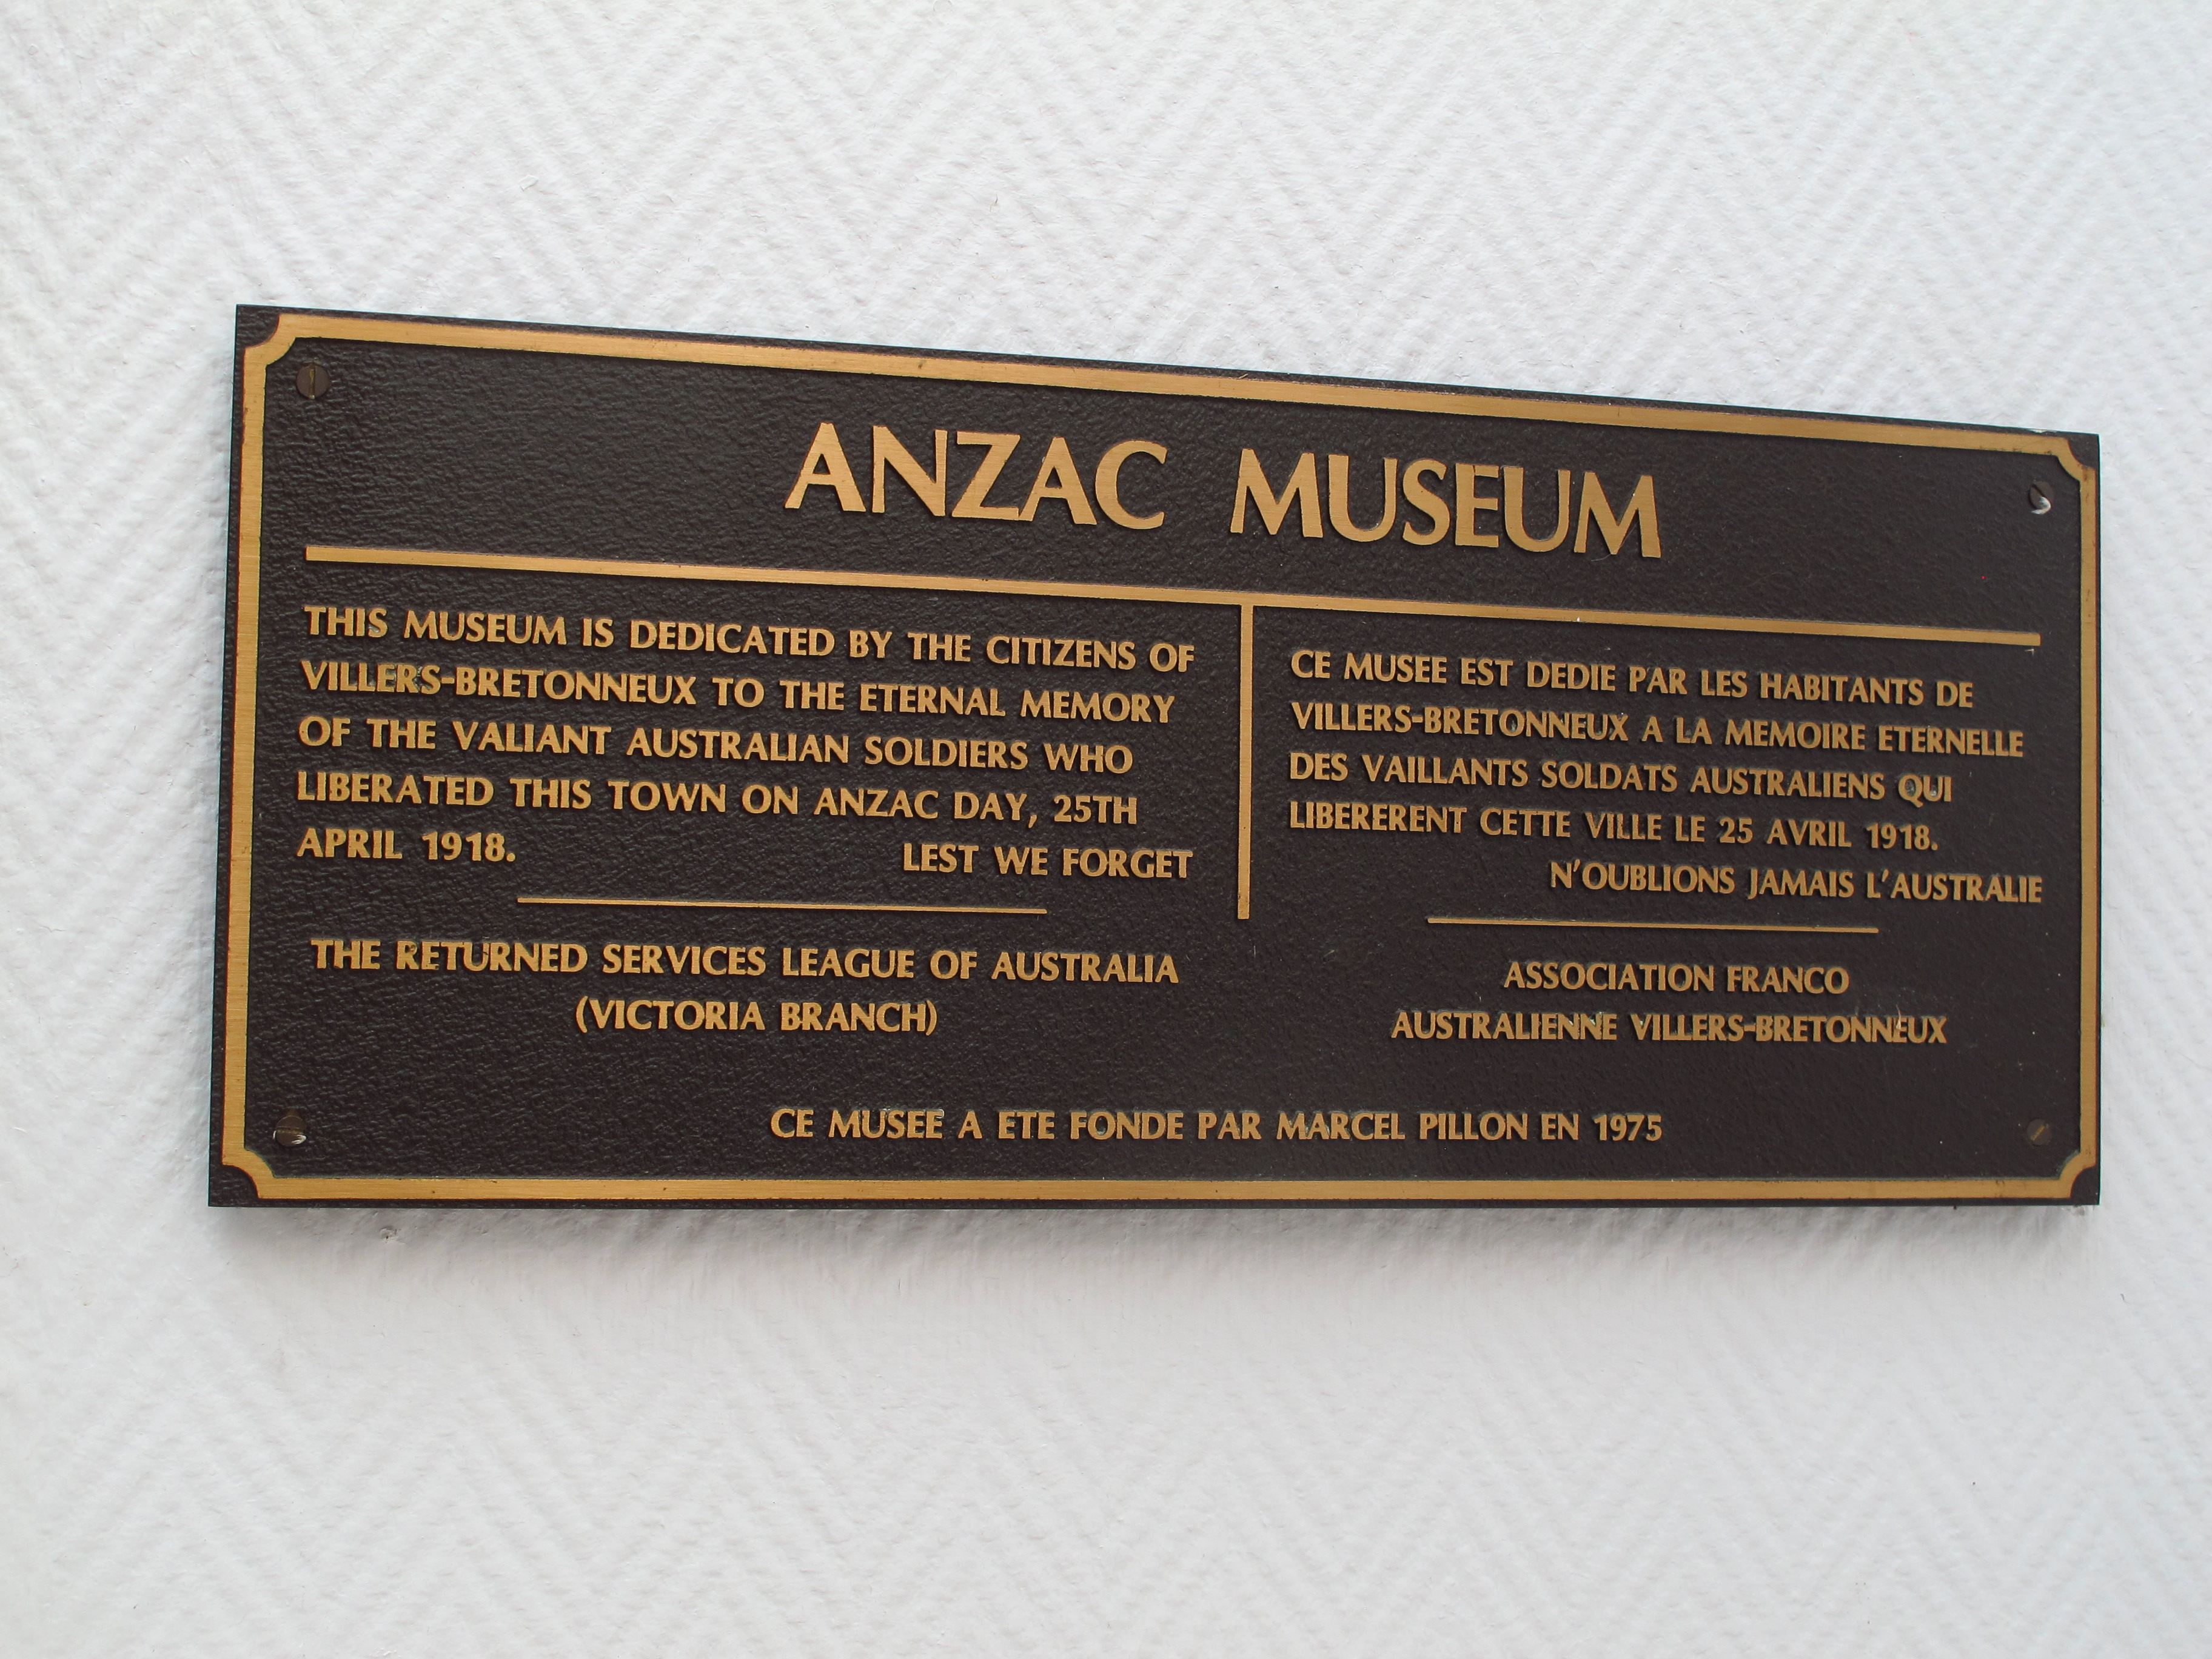 ANZAC MUSEUM
THIS MUSEUM IS DEDICATED BY THE CITIZENS OF
VILLERS-BRETONNEUX TO THE ETERNAL MEMORY
OF THE VALIANT AUSTRALIAN SOLDIERS WHO
LIBERATED THIS TOWN ON ANZAC DAY, 25TH
APRIL 1918. LEST WE FORGET
THE RETURNED SERVICES LEAGUE OF AUSTRALIA
(VICTORIA BRANCH)
CE MUSEE EST DEDIE PAR LES HABITANTS DE
VILLERS-BRETONNEUX A LA MEMOIRE ETERNELLE
DES VAILLANTS SOLDATS AUSTRALIENS QUI
LIBERERENT CETTE VILLE LE 25 AVRIL 1918.
N'OUBLIONS JAMAIS L'AUSTRALIE
ASSOCIATION FRANCO
AUSTRALIENNE VILLERS-BRETONNEUX
CE MUSEE A ETE FONDE PAR MARCEL PILLON EN 1975